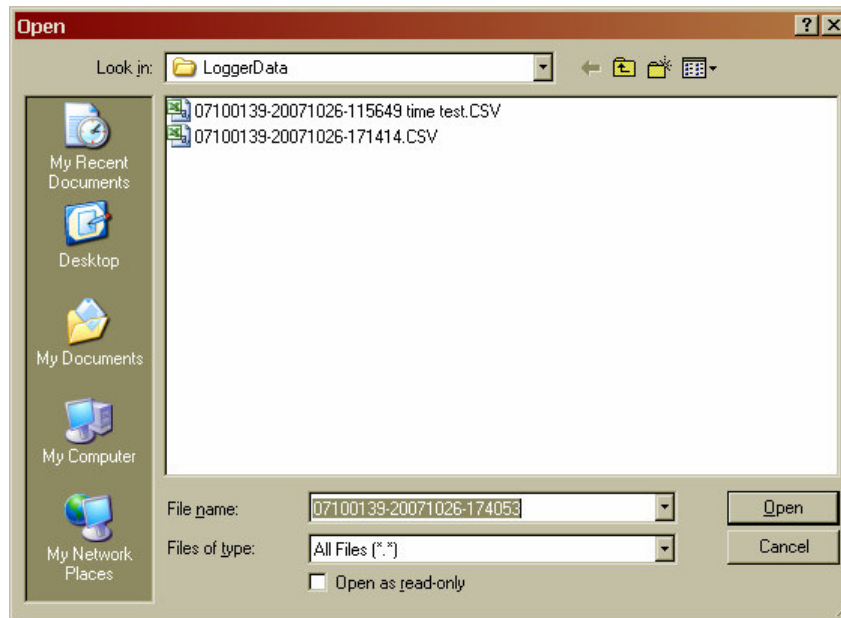 Open
Look in: LoggerData
07100139-20071026-115649 time test.CSV
07100139-20071026-171414.CSV
My Recent
Documents
Desktop
My Documents
My Computer
My Network
Places
File name: 07100139-20071026-174053
Open
Files of type: All Files (*.*)
Cancel
Open as read-only